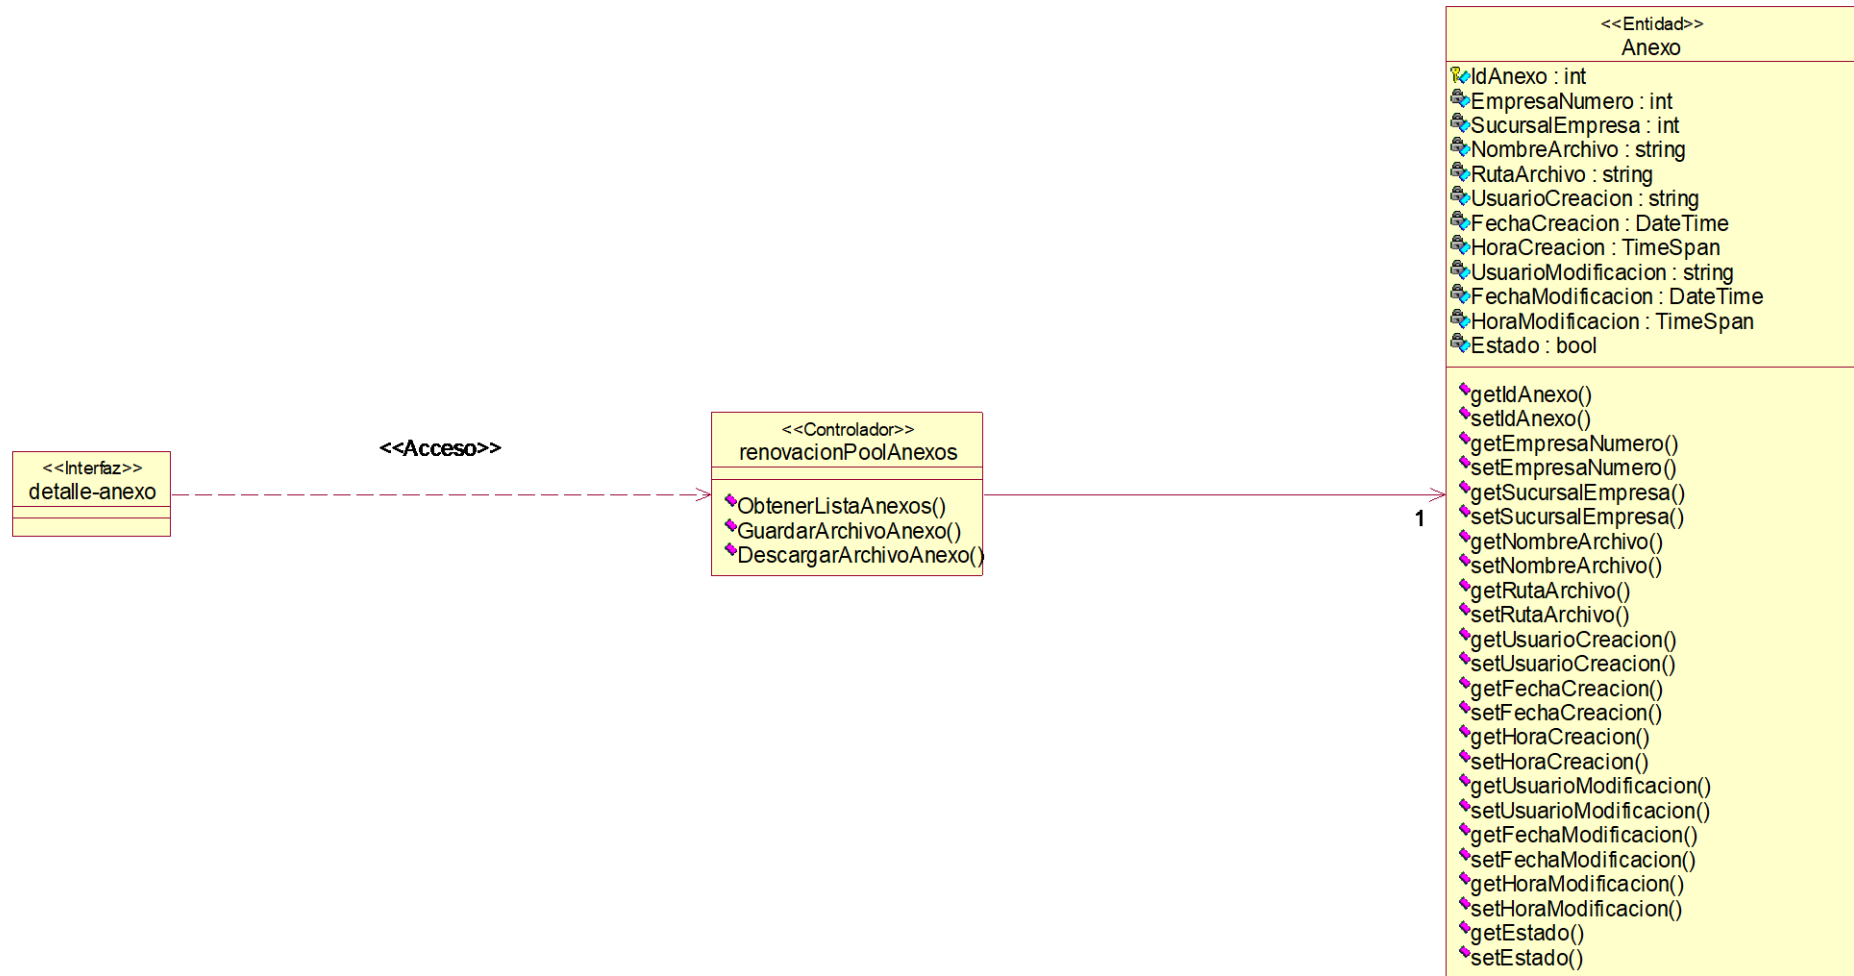 <<Interfaz>>
detalle-anexo
<<Acceso>>
<<Controlador>>
renovacionPoolAnexos
ObtenerListaAnexos()
GuardarArchivoAnexo()
DescargarArchivoAnexo()
1
<<Entidad>>
Anexo
IdAnexo : int
EmpresaNumero : int
SucursalEmpresa : int
NombreArchivo : string
RutaArchivo : string
UsuarioCreacion : string
FechaCreacion : DateTime
HoraCreacion : TimeSpan
UsuarioModificacion : string
FechaModificacion : DateTime
HoraModificacion : TimeSpan
Estado : bool
getIdAnexo()
setIdAnexo()
getEmpresaNumero()
setEmpresaNumero()
getSucursalEmpresa()
setSucursalEmpresa()
getNombreArchivo()
setNombreArchivo()
getRutaArchivo()
setRutaArchivo()
getUsuarioCreacion()
setUsuarioCreacion()
getFechaCreacion()
setFechaCreacion()
getHoraCreacion()
setHoraCreacion()
getUsuarioModificacion()
setUsuarioModificacion()
getFechaModificacion()
setFechaModificacion()
getHoraModificacion()
setHoraModificacion()
getEstado()
setEstado()